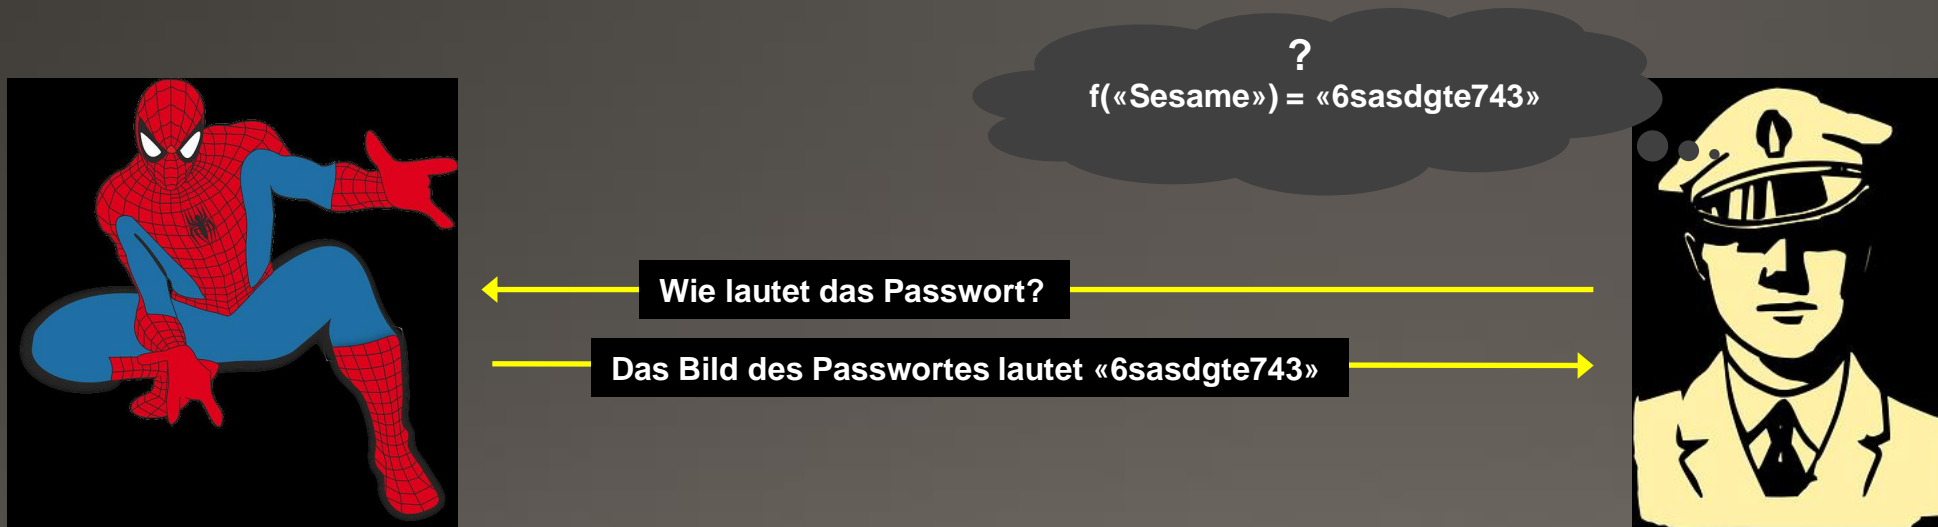 ?
f(«Sesame») = «6sasdgte743»
Wie lautet das Passwort?
Das Bild des Passwortes lautet «6sasdgte743»